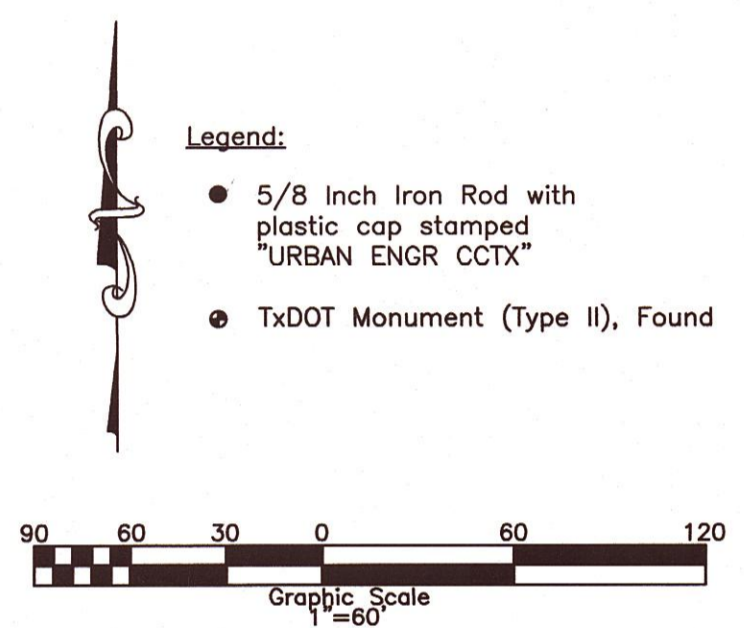 Legend:
5/8 Inch Iron Rod with
plastic cap stamped
"URBAN ENGR CCTX"
TxDOT Monument (Type II), Found
90 60 30 0 60 120
Graphic Scale
1"=60'